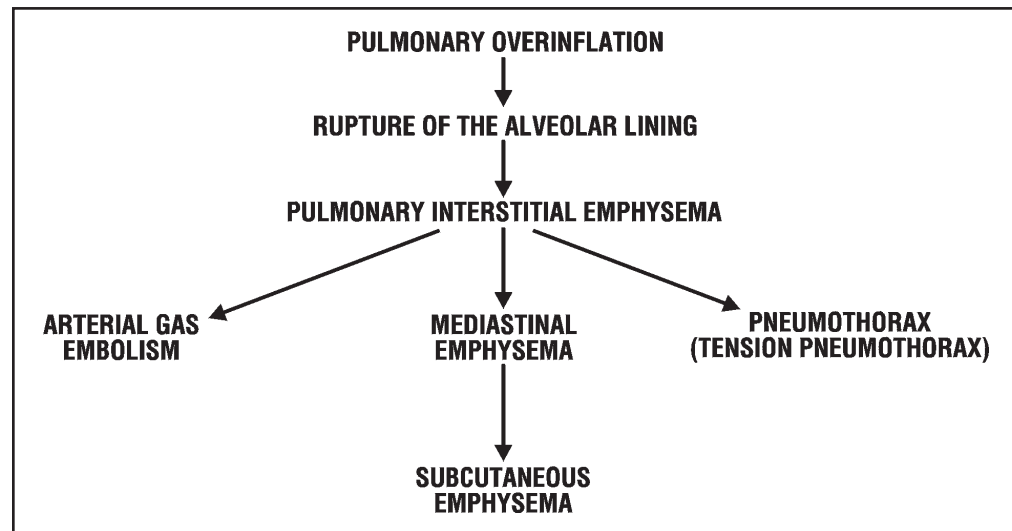 PULMONARY OVERINFLATION
RUPTURE OF THE ALVEOLAR LINING
PULMONARY INTERSTITIAL EMPHYSEMA
ARTERIAL GAS
EMBOLISM
MEDIASTINAL
EMPHYSEMA
PNEUMOTHORAX
(TENSION PNEUMOTHORAX)
SUBCUTANEOUS
EMPHYSEMA